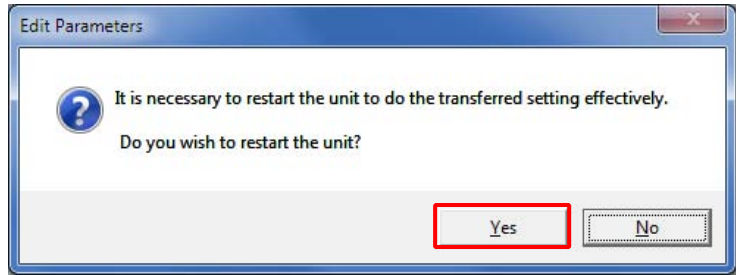 Edit Parameters
It is necessary to restart the unit to do the transferred setting effectively.
Do you wish to restart the unit?
Yes
No